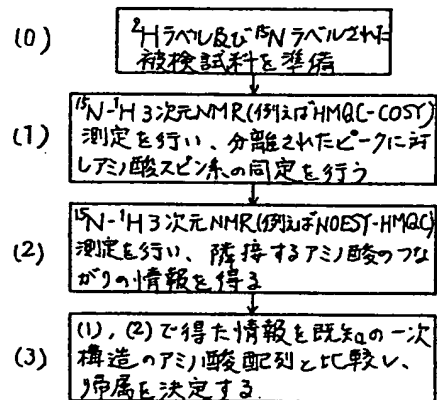 (0)
²Hラベル及び¹⁵Nラベルされた
被検試料を準備
(1)
¹⁵N-¹H 3次元NMR(例えばHMQC-COSY)
測定を行い、分離されたピークに対
しアミノ酸スピン系の同定を行う
(2)
¹⁵N-¹H 3次元NMR(例えばNOESY-HMQC)
測定を行い、隣接するアミノ酸のつな
がりの情報を得る
(3)
(1), (2)で得た情報を既知の一次
構造のアミノ酸配列と比較し、
帰属を決定する.